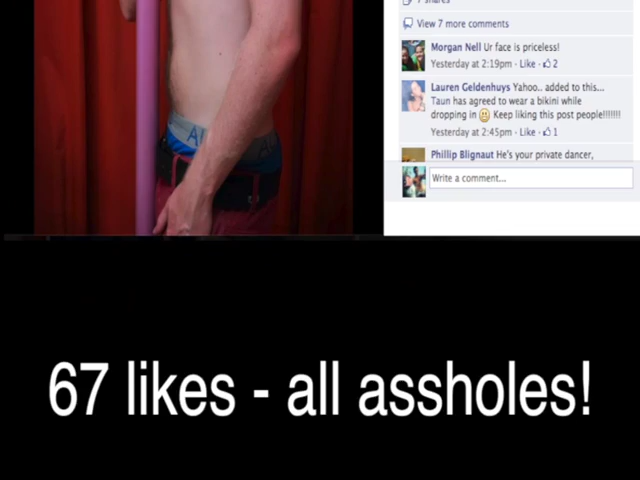 7 shares
View 7 more comments
Morgan Nell Ur face is priceless!
Yesterday at 2:19pm · Like · 2
Lauren Geldenhuys Yahoo.. added to this...
Taun has agreed to wear a bikini while
dropping in Keep liking this post people!!!!!!!
Yesterday at 2:45pm · Like · 1
Phillip Blignaut He's your private dancer,
Write a comment...
67 likes - all assholes!